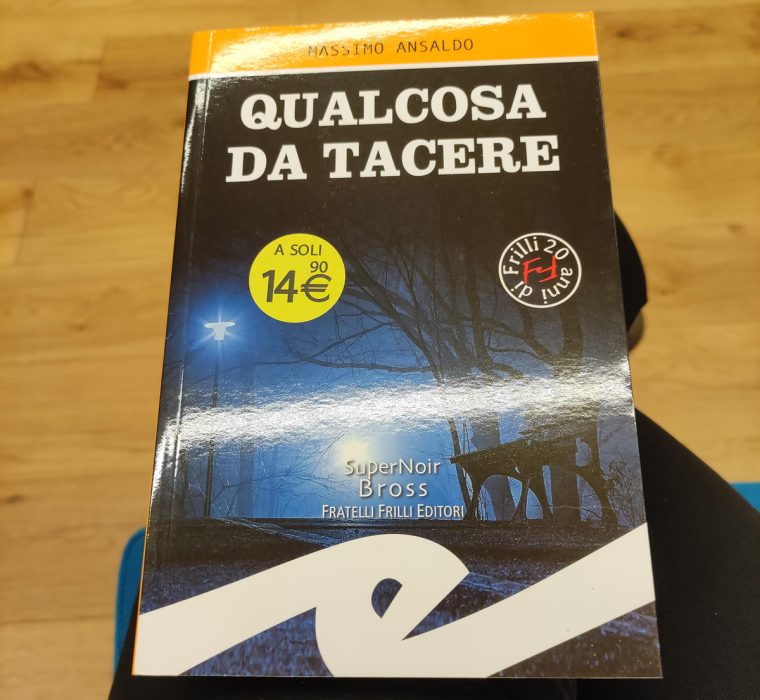 MASSIMO ANSALDO
QUALCOSA
DA TACERE
A SOLI
14€90
Frilli 20 anni di
Ff
SuperNoir
Bross
FRATELLI FRILLI EDITORI